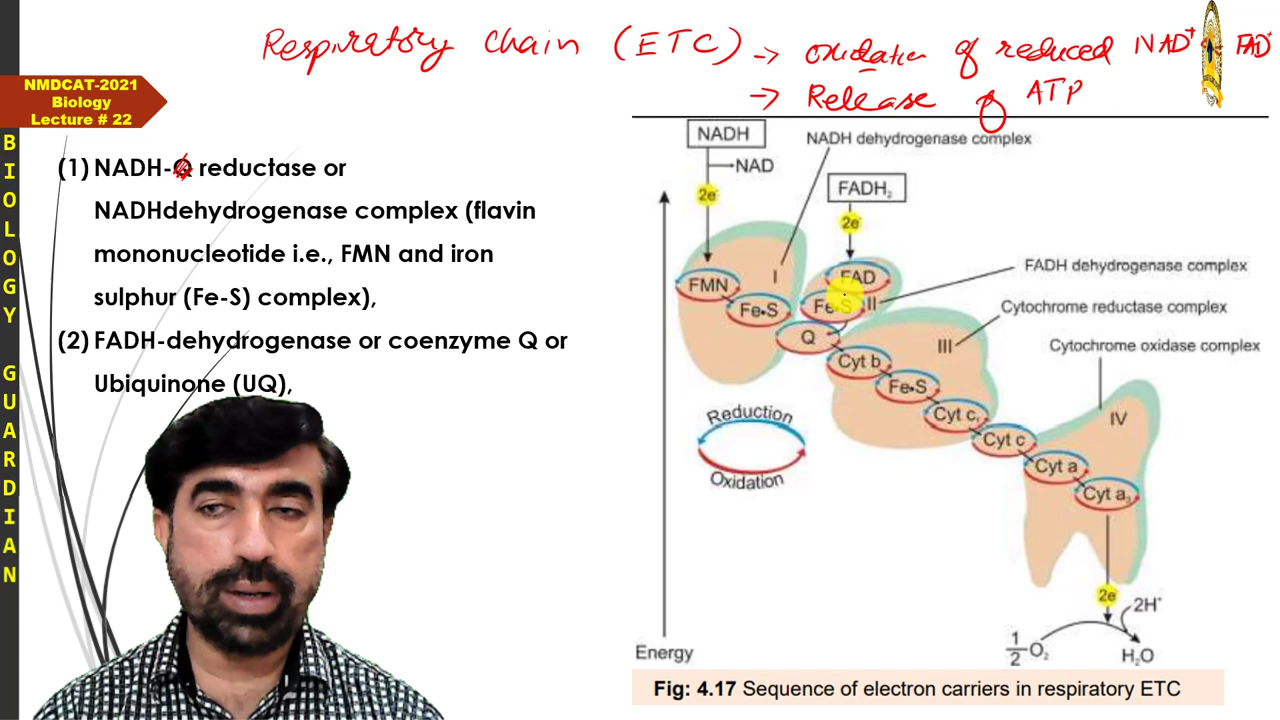 Respiratory Chain (ETC) → Oxidation of reduced NAD⁺ FAD⁺
→ Release of ATP
NMDCAT-2021
Biology
Lecture # 22
BIOLOGY GUARDIAN
(1) NADH-Q reductase or
NADHdehydrogenase complex (flavin
mononucleotide i.e., FMN and iron
sulphur (Fe-S) complex),
(2) FADH-dehydrogenase or coenzyme Q or
Ubiquinone (UQ),
NADH
NADH dehydrogenase complex
NAD
2e⁻
FADH₂
2e⁻
FADH dehydrogenase complex
I
FAD
FMN
Fe•S
Fe•S
II
Cytochrome reductase complex
Q
III
Cytochrome oxidase complex
Cyt b
Fe•S
Reduction
Cyt c₁
IV
Cyt c
Oxidation
Cyt a
Cyt a₃
2e⁻
2H⁺
Energy
1/2 O₂
H₂O
Fig: 4.17 Sequence of electron carriers in respiratory ETC